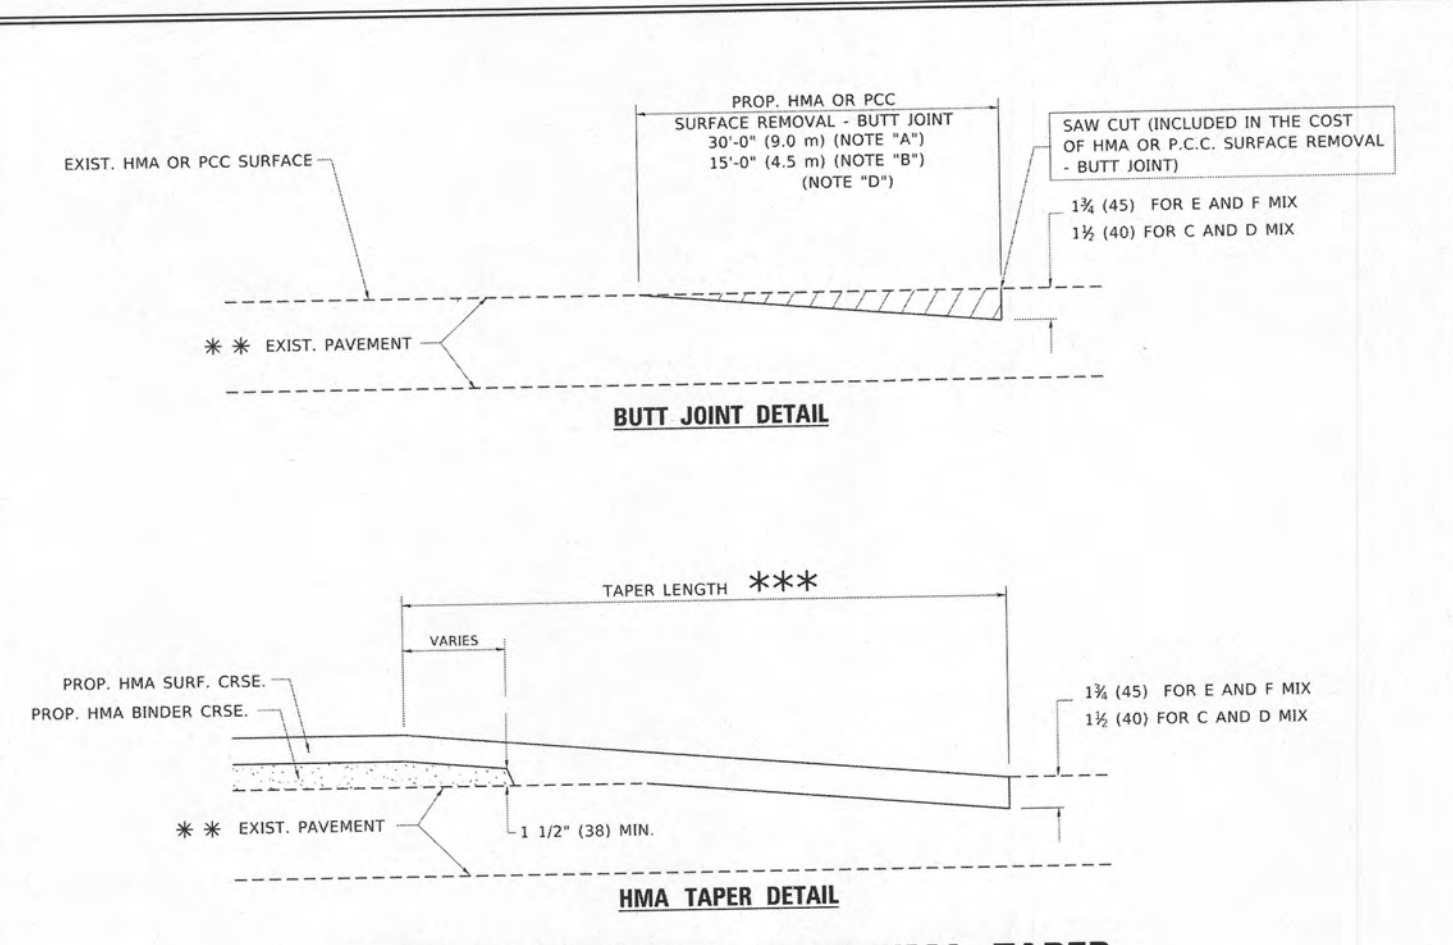 PROP. HMA OR PCC
SURFACE REMOVAL - BUTT JOINT
30'-0" (9.0 m) (NOTE "A")
15'-0" (4.5 m) (NOTE "B")
(NOTE "D")
SAW CUT (INCLUDED IN THE COST
OF HMA OR P.C.C. SURFACE REMOVAL
- BUTT JOINT)
EXIST. HMA OR PCC SURFACE
1¾ (45) FOR E AND F MIX
1½ (40) FOR C AND D MIX
** EXIST. PAVEMENT
BUTT JOINT DETAIL
TAPER LENGTH ***
VARIES
PROP. HMA SURF. CRSE.
PROP. HMA BINDER CRSE.
1¾ (45) FOR E AND F MIX
1½ (40) FOR C AND D MIX
** EXIST. PAVEMENT
1 1/2" (38) MIN.
HMA TAPER DETAIL
TAPER